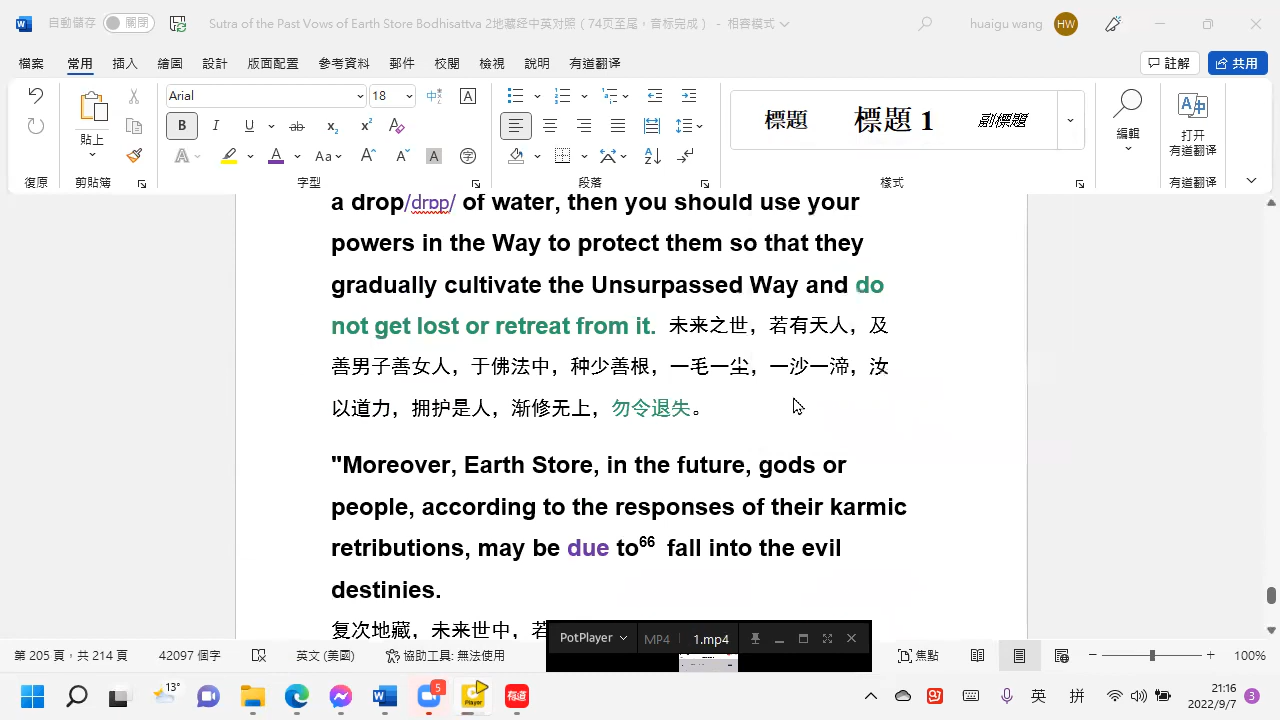 自動儲存 關閉 Sutra of the Past Vows of Earth Store Bodhisattva 2地藏经中英对照（74页至尾，音标完成） - 相容模式 huaigu wang HW
檔案 常用 插入 繪圖 設計 版面配置 參考資料 郵件 校閱 檢視 說明 有道翻译 註解 共用
Arial 18
貼上 標題 標題 1 副標題 編輯 打开 有道翻译
復原 剪貼簿 字型 段落 樣式 有道翻译
a drop/drɒp/ of water, then you should use your
powers in the Way to protect them so that they
gradually cultivate the Unsurpassed Way and do
not get lost or retreat from it. 未来之世，若有天人，及
善男子善女人，于佛法中，种少善根，一毛一尘，一沙一渧，汝
以道力，拥护是人，渐修无上，勿令退失。
"Moreover, Earth Store, in the future, gods or
people, according to the responses of their karmic
retributions, may be due to66 fall into the evil
destinies.
复次地藏，未来世中，若
PotPlayer MP4 1.mp4
42097 個字 英文 (美國) 協助工具: 無法使用 焦點 100%
13° 5 Player 有道 英 拼 21:16
2022/9/7 3